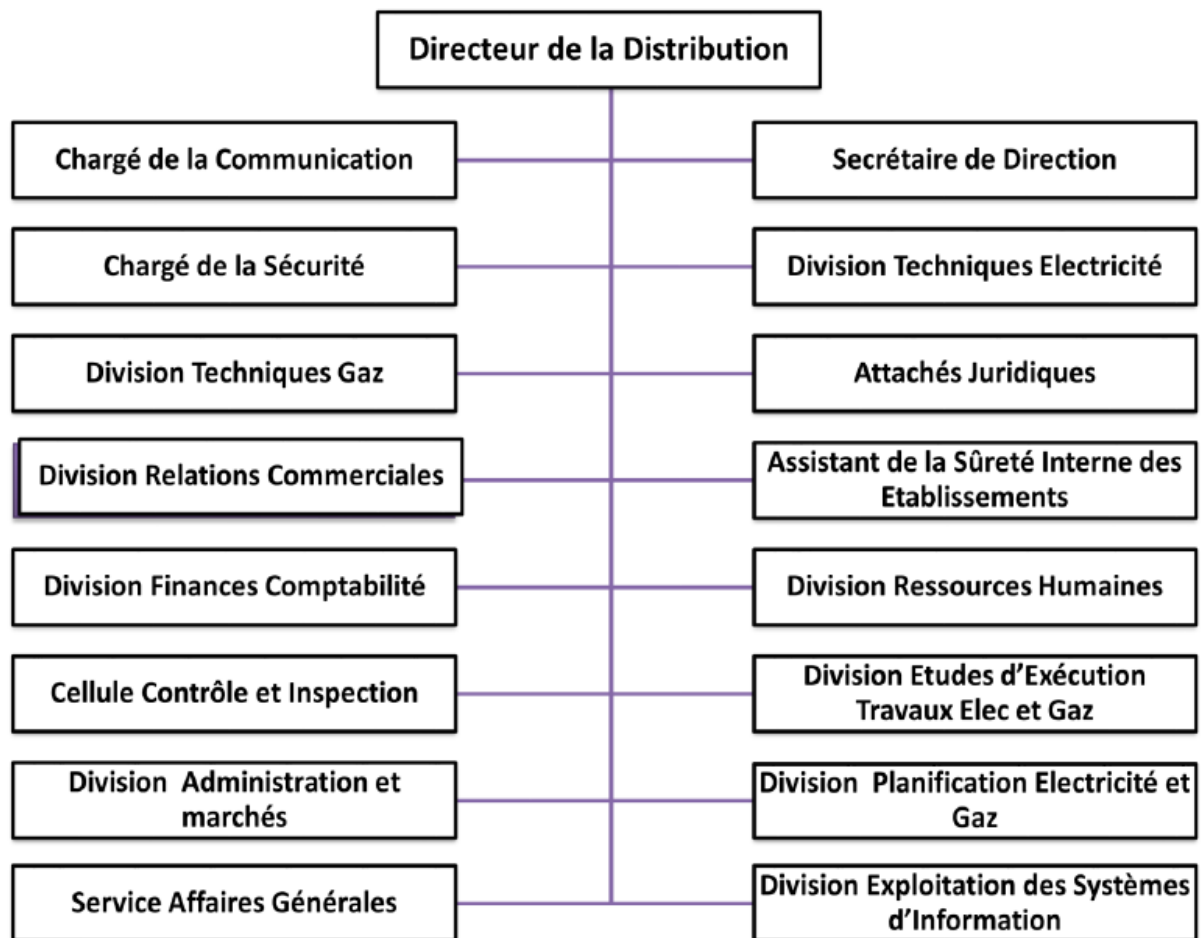 Directeur de la Distribution
Chargé de la Communication
Secrétaire de Direction
Chargé de la Sécurité
Division Techniques Electricité
Division Techniques Gaz
Attachés Juridiques
Division Relations Commerciales
Assistant de la Sûreté Interne des
Etablissements
Division Finances Comptabilité
Division Ressources Humaines
Cellule Contrôle et Inspection
Division Etudes d’Exécution
Travaux Elec et Gaz
Division Administration et
marchés
Division Planification Electricité et
Gaz
Service Affaires Générales
Division Exploitation des Systèmes
d’Information